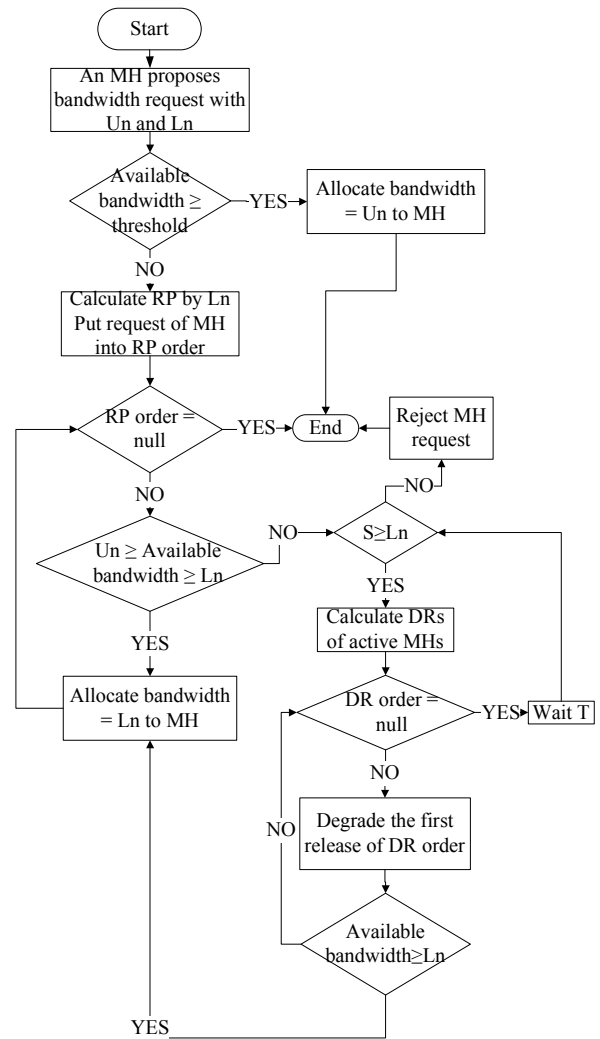 Start
An MH proposes
bandwidth request with
Un and Ln
Available
bandwidth ≥
threshold
YES
Allocate bandwidth
= Un to MH
NO
Calculate RP by Ln
Put request of MH
into RP order
RP order =
null
YES
End
Reject MH
request
NO
NO
Un ≥ Available
bandwidth ≥ Ln
NO
S≥Ln
YES
YES
Calculate DRs
of active MHs
Allocate bandwidth
= Ln to MH
DR order =
null
YES
Wait T
NO
NO
Degrade the first
release of DR order
Available
bandwidth≥Ln
YES